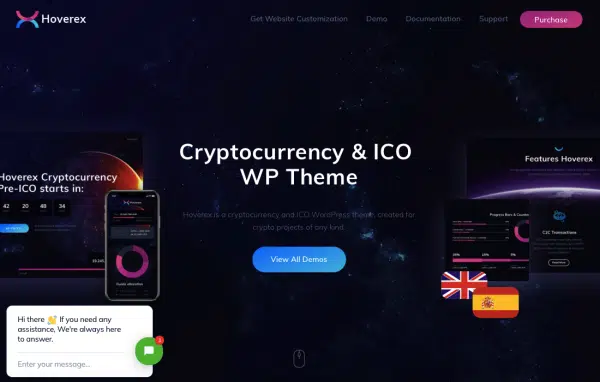 Hoverex
Get Website Customization
Demo
Documentation
Support
Purchase
Cryptocurrency & ICO
WP Theme
Hoverex is a cryptocurrency and ICO WordPress theme, created for
crypto projects of any kind.
View All Demos
Hoverex Cryptocurrency
Pre-ICO starts in:
42 20 48 34
Features Hoverex
Progress Bars & Counters
C2C Transactions
Hi there 👋 If you need any
assistance, We're always here
to answer.
Enter your message...